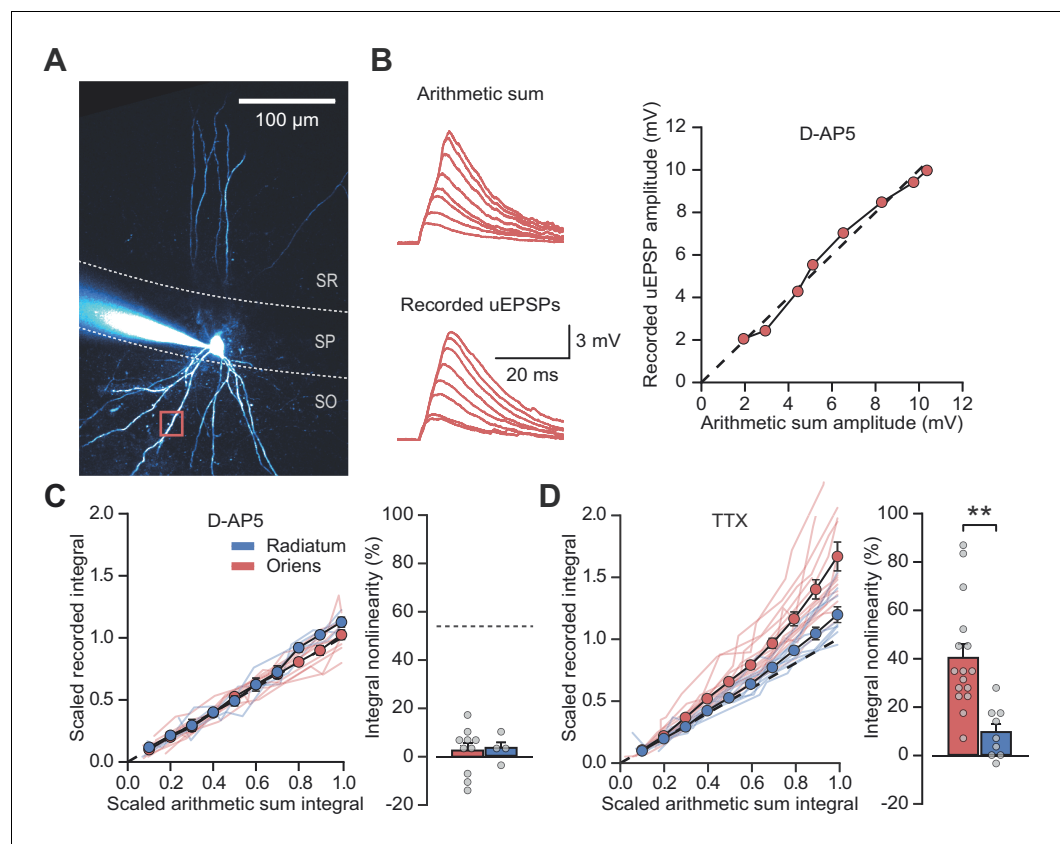 A
100 µm
SR
SP
SO
B
Arithmetic sum
Recorded uEPSPs
3 mV
20 ms
D-AP5
Recorded uEPSP amplitude (mV)
12
10
8
6
4
2
0
0 2 4 6 8 10 12
Arithmetic sum amplitude (mV)
C
D-AP5
Radiatum
Oriens
Scaled recorded integral
2.0
1.5
1.0
0.5
0.0
0.0 0.2 0.4 0.6 0.8 1.0
Scaled arithmetic sum integral
Integral nonlinearity (%)
100
80
60
40
20
0
-20
D
TTX
Scaled recorded integral
2.0
1.5
1.0
0.5
0.0
0.0 0.2 0.4 0.6 0.8 1.0
Scaled arithmetic sum integral
Integral nonlinearity (%)
100
80
60
40
20
0
-20
**